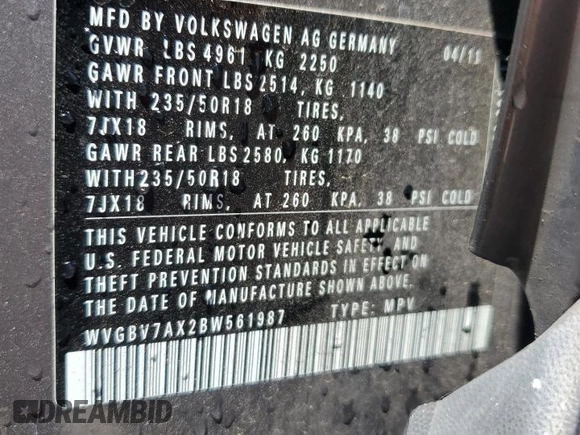 MFD BY VOLKSWAGEN AG GERMANY 04/11
GVWR LBS 4961 KG 2250
GAWR FRONT LBS 2514, KG 1140
WITH 235/50R18 TIRES,
7JX18 RIMS, AT 260 KPA, 38 PSI COLD
GAWR REAR LBS 2580, KG 1170
WITH 235/50R18 TIRES,
7JX18 RIMS, AT 260 KPA, 38 PSI COLD
THIS VEHICLE CONFORMS TO ALL APPLICABLE
U.S. FEDERAL MOTOR VEHICLE SAFETY, AND
THEFT PREVENTION STANDARDS IN EFFECT ON
THE DATE OF MANUFACTURE SHOWN ABOVE.
WVGBV7AX2BW561987 TYPE: MPV
DREAMBID